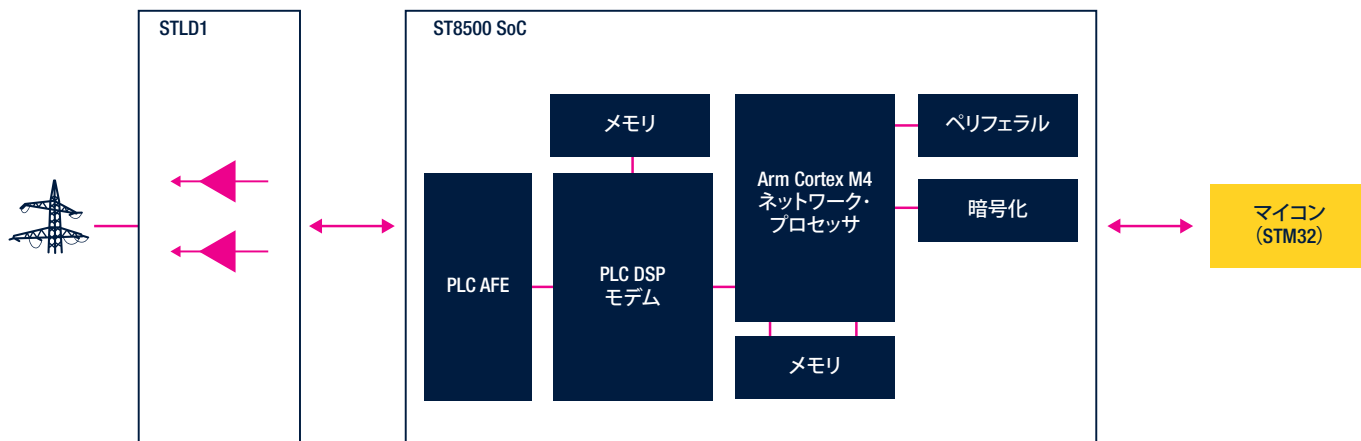 STLD1
ST8500 SoC
メモリ
Arm Cortex M4
ネットワーク・
プロセッサ
ペリフェラル
暗号化
PLC AFE
PLC DSP
モデム
メモリ
マイコン
（STM32）